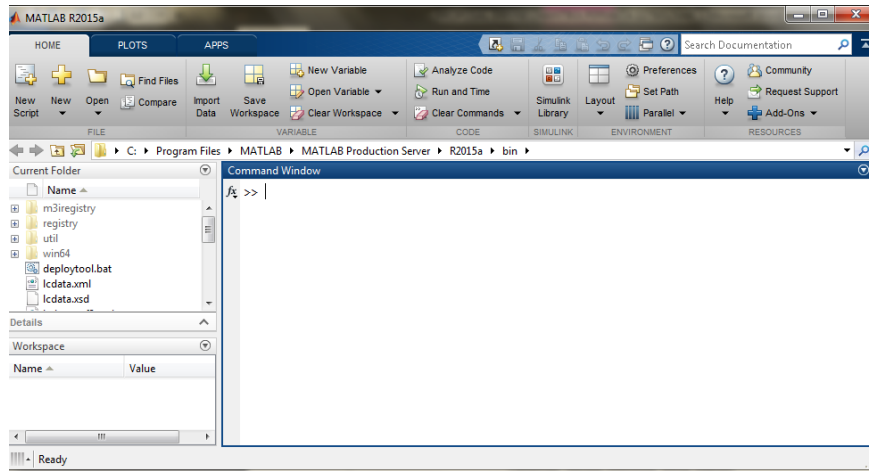 MATLAB R2015a
HOME PLOTS APPS Search Documentation
New Script
New
Open
Find Files
Compare
Import Data
Save Workspace
New Variable
Open Variable
Clear Workspace
Analyze Code
Run and Time
Clear Commands
Simulink Library
Layout
Preferences
Set Path
Parallel
Help
Community
Request Support
Add-Ons
FILE VARIABLE CODE SIMULINK ENVIRONMENT RESOURCES
C: Program Files MATLAB MATLAB Production Server R2015a bin
Current Folder
Name
m3iregistry
registry
util
win64
deploytool.bat
lcdata.xml
lcdata.xsd
Details
Workspace
Name Value
Command Window
fx >>
Ready